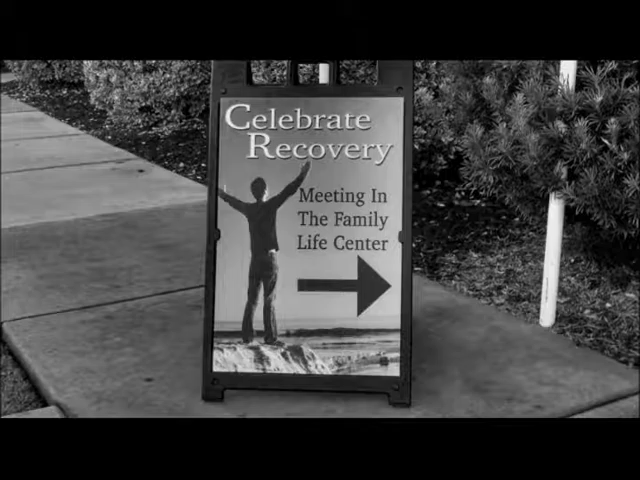 Celebrate
Recovery
Meeting In
The Family
Life Center